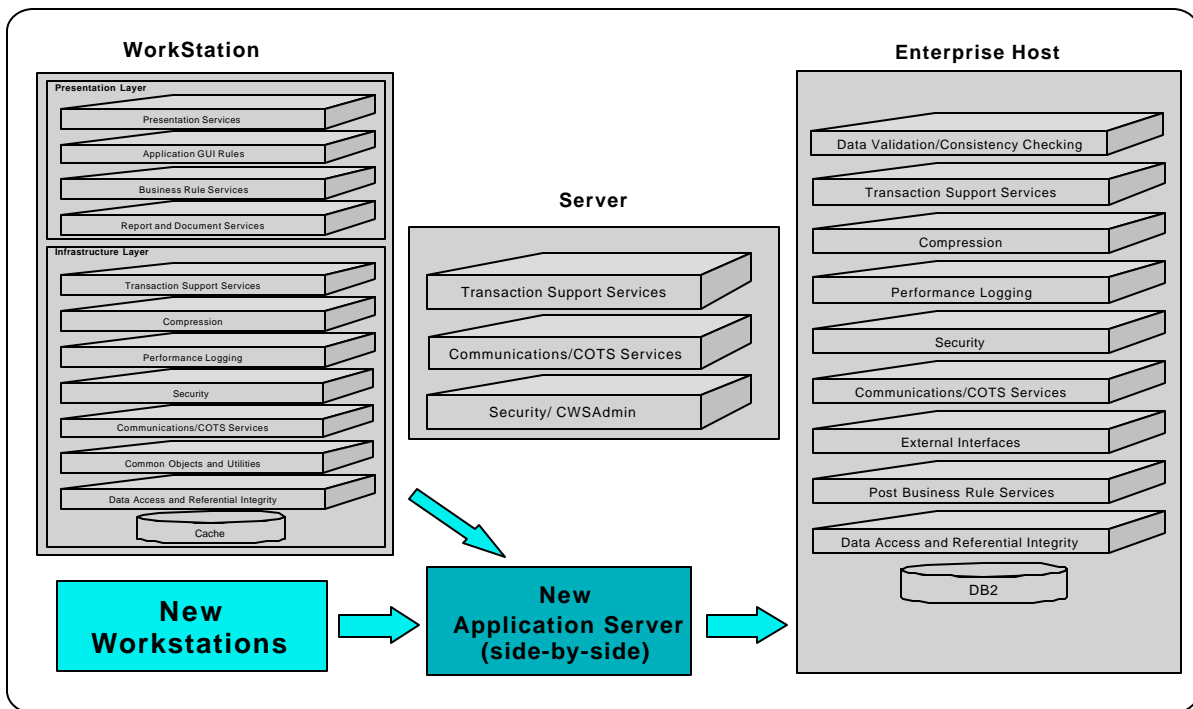 WorkStation
Presentation Layer
Presentation Services
Application GUI Rules
Business Rule Services
Report and Document Services
Infrastructure Layer
Transaction Support Services
Compression
Performance Logging
Security
Communications/COTS Services
Common Objects and Utilities
Data Access and Referential Integrity
Cache
Server
Transaction Support Services
Communications/COTS Services
Security/ CWSAdmin
Enterprise Host
Data Validation/Consistency Checking
Transaction Support Services
Compression
Performance Logging
Security
Communications/COTS Services
External Interfaces
Post Business Rule Services
Data Access and Referential Integrity
DB2
New
Workstations
New
Application Server
(side-by-side)